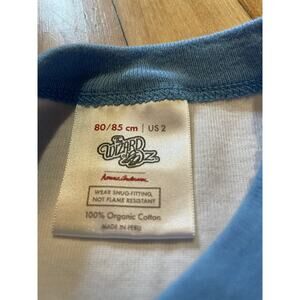 80/85 cm | US 2
THE
WIZARD
OF OZ
Hanna Andersson
WEAR SNUG-FITTING,
NOT FLAME RESISTANT
100% Organic Cotton
MADE IN PERU